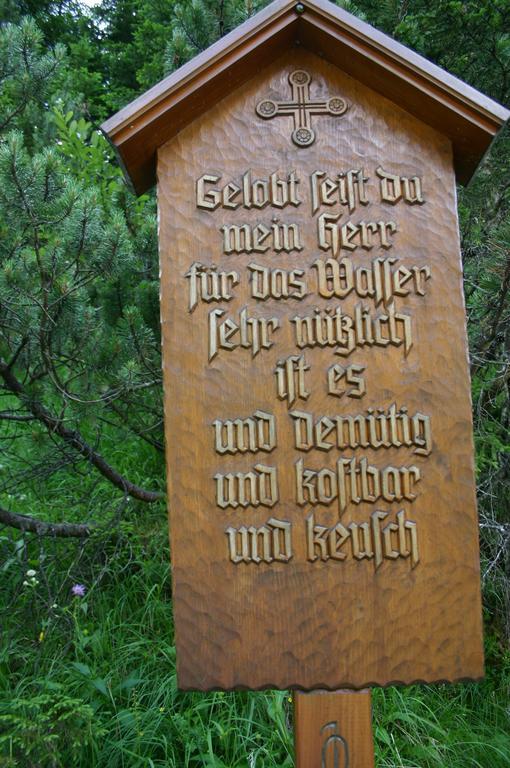 Gelobt seist du
mein Herr
für das Wasser
sehr nützlich
ist es
und demütig
und kostbar
und keusch